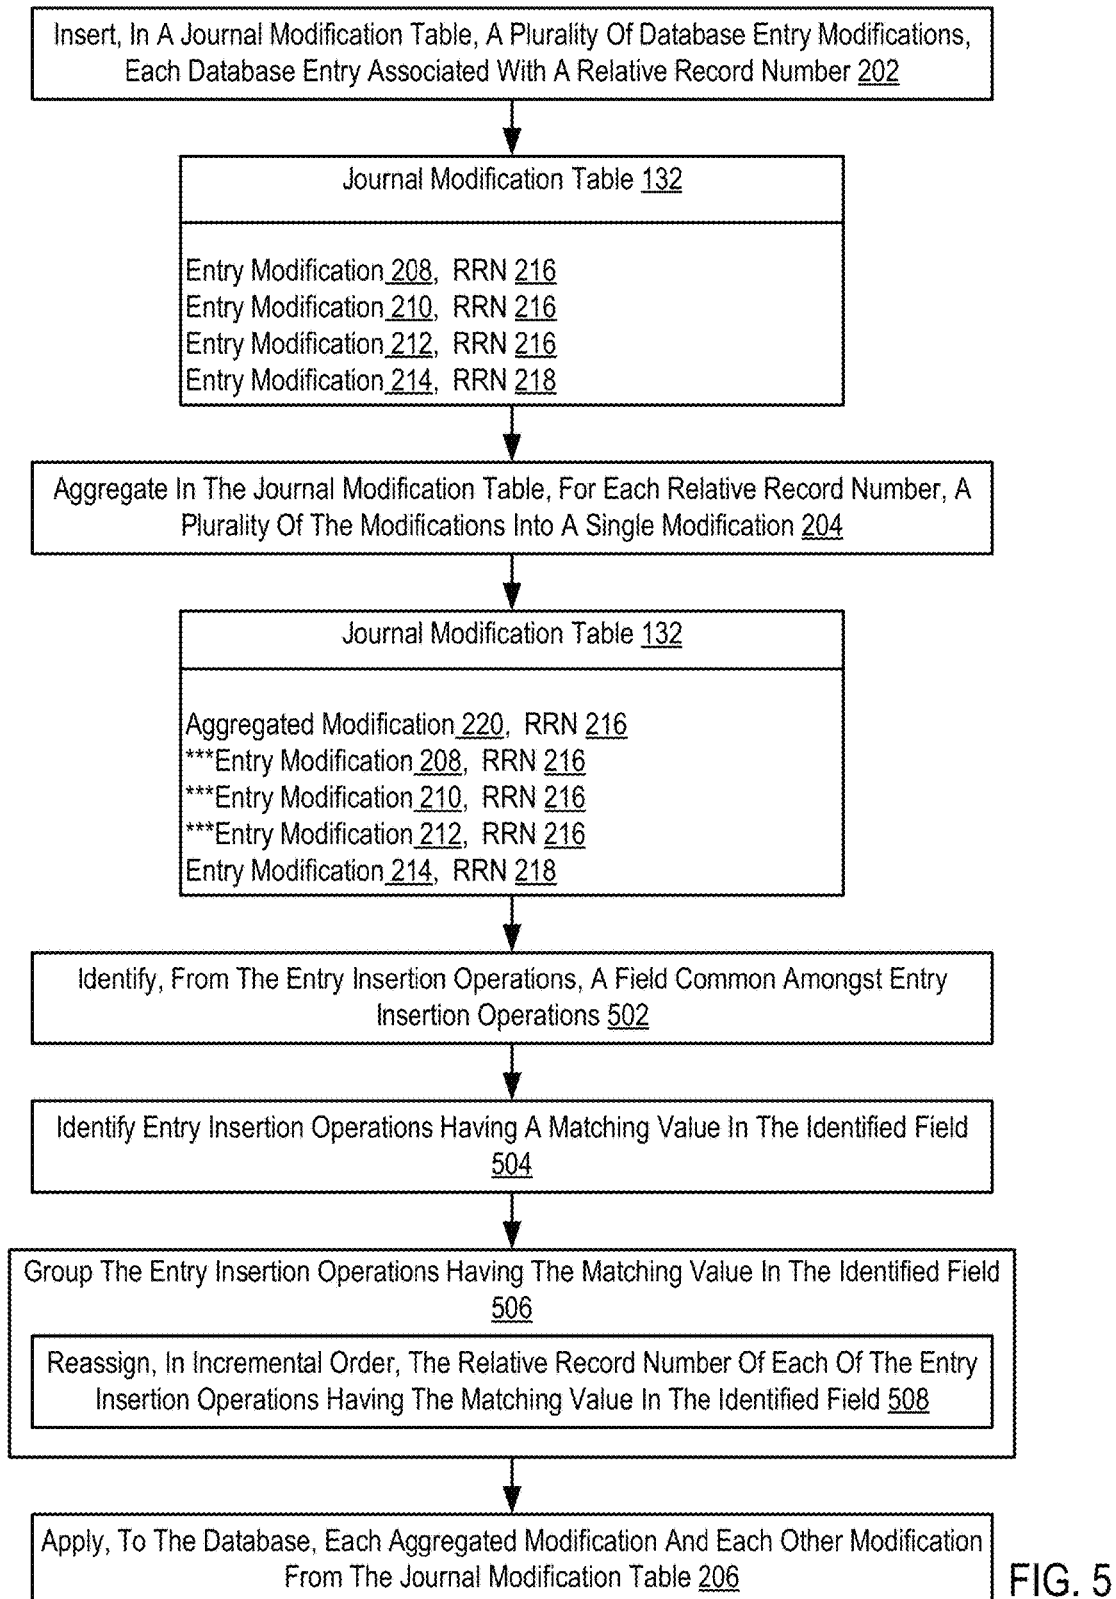 Insert, In A Journal Modification Table, A Plurality Of Database Entry Modifications,
Each Database Entry Associated With A Relative Record Number 202
Journal Modification Table 132
Entry Modification 208, RRN 216
Entry Modification 210, RRN 216
Entry Modification 212, RRN 216
Entry Modification 214, RRN 218
Aggregate In The Journal Modification Table, For Each Relative Record Number, A
Plurality Of The Modifications Into A Single Modification 204
Journal Modification Table 132
Aggregated Modification 220, RRN 216
***Entry Modification 208, RRN 216
***Entry Modification 210, RRN 216
***Entry Modification 212, RRN 216
Entry Modification 214, RRN 218
Identify, From The Entry Insertion Operations, A Field Common Amongst Entry
Insertion Operations 502
Identify Entry Insertion Operations Having A Matching Value In The Identified Field
504
Group The Entry Insertion Operations Having The Matching Value In The Identified Field
506
Reassign, In Incremental Order, The Relative Record Number Of Each Of The Entry
Insertion Operations Having The Matching Value In The Identified Field 508
Apply, To The Database, Each Aggregated Modification And Each Other Modification
From The Journal Modification Table 206
FIG. 5